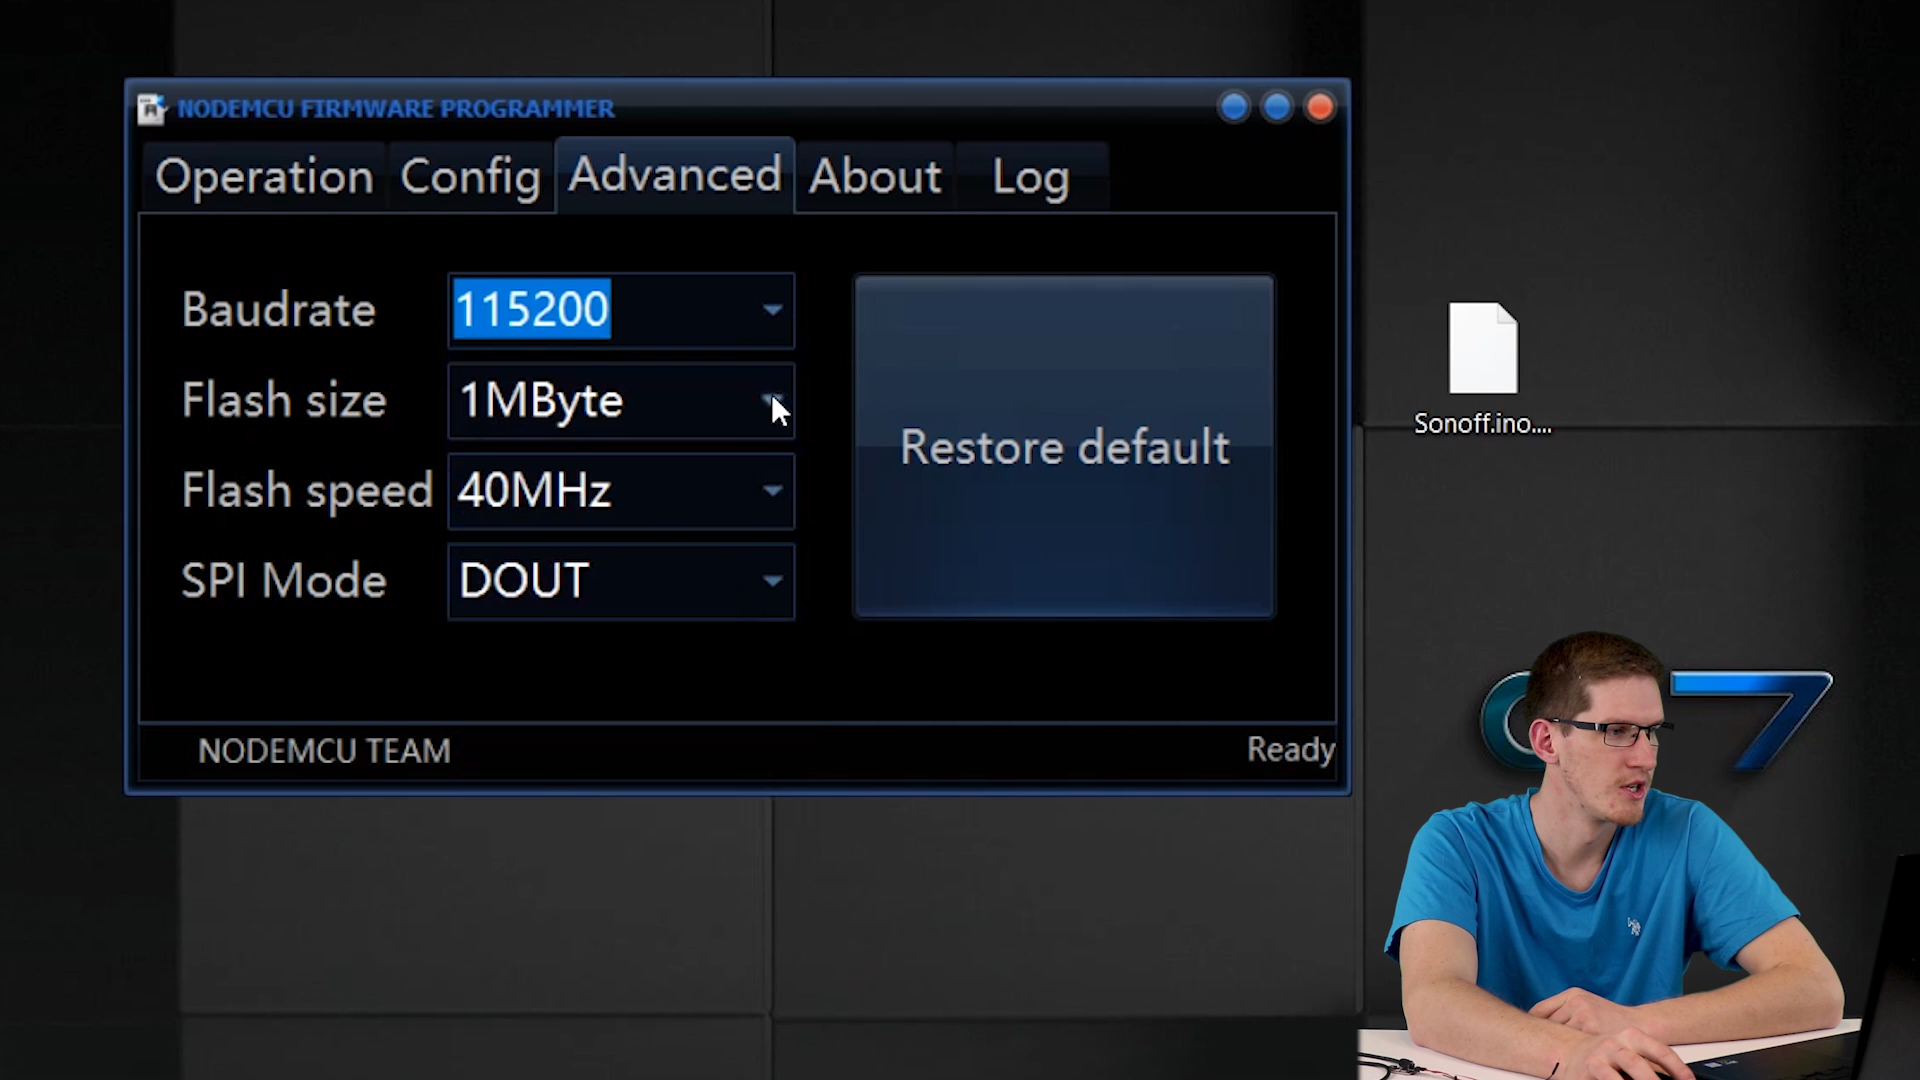 NODEMCU FIRMWARE PROGRAMMER
Operation Config Advanced About Log
Baudrate 115200
Flash size 1MByte
Flash speed 40MHz
SPI Mode DOUT
Restore default
NODEMCU TEAM Ready
Sonoff.ino....
7